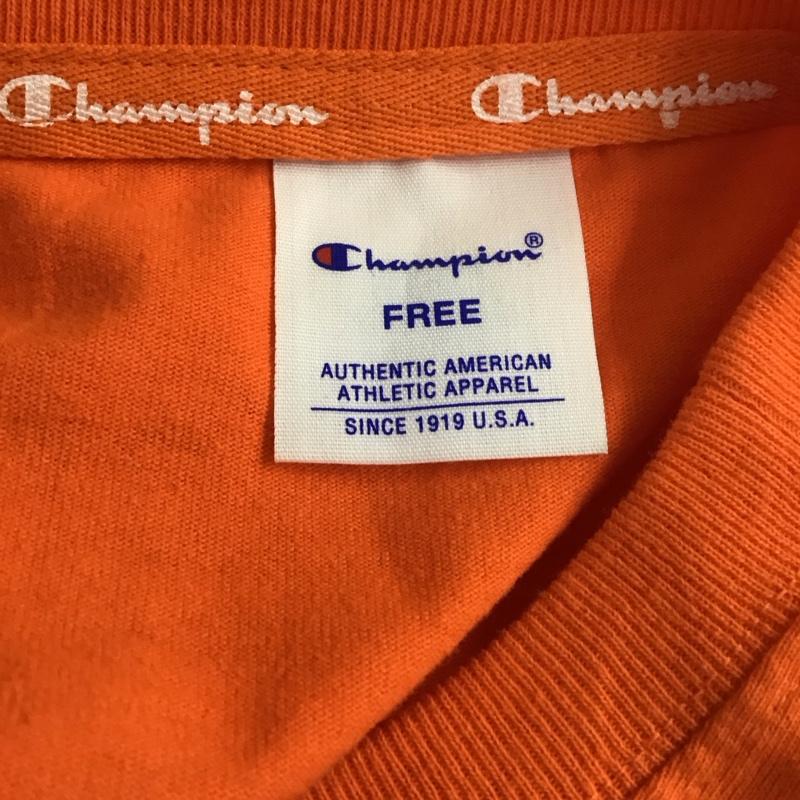 Champion Champion
Champion®
FREE
AUTHENTIC AMERICAN
ATHLETIC APPAREL
SINCE 1919 U.S.A.